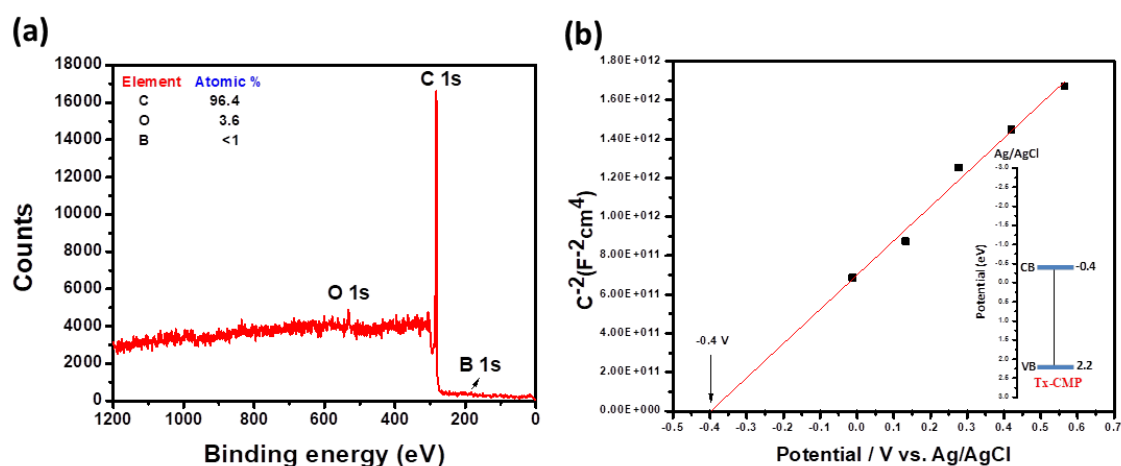 (a)
Element Atomic %
C 96.4
O 3.6
B <1
C 1s
O 1s
B 1s
18000
16000
14000
12000
10000
8000
6000
4000
2000
0
Counts
1200 1000 800 600 400 200 0
Binding energy (eV)
(b)
1.80E+012
1.60E+012
1.40E+012
1.20E+012
1.00E+012
8.00E+011
6.00E+011
4.00E+011
2.00E+011
0.00E+000
C-2(F-2cm4)
-0.4 V
-0.5 -0.4 -0.3 -0.2 -0.1 0.0 0.1 0.2 0.3 0.4 0.5 0.6 0.7
Potential / V vs. Ag/AgCl
Ag/AgCl
-3.0
-2.5
-2.0
-1.5
-1.0
-0.5
0.0
0.5
1.0
1.5
2.0
2.5
3.0
Potential (eV)
CB -0.4
VB 2.2
Tx-CMP